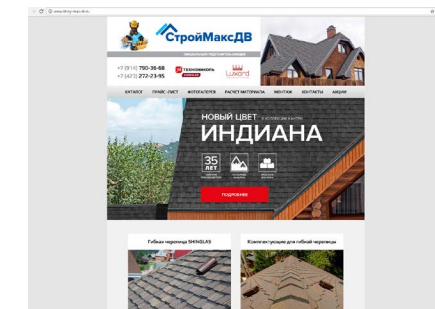 СтройМаксДВ
+7 (914) 790-36-68
+7 (423) 272-23-95
ТЕХНОНИКОЛЬ
Luxard
КАТАЛОГ ПРАЙС-ЛИСТ ФОТОГАЛЕРЕЯ РАСЧЕТ МАТЕРИАЛА МОНТАЖ КОНТАКТЫ АКЦИИ
НОВЫЙ ЦВЕТ
ИНДИАНА
35
ЛЕТ
ПОДРОБНЕЕ
Гибкая черепица SHINGLAS
Комплектующие для гибкой черепицы